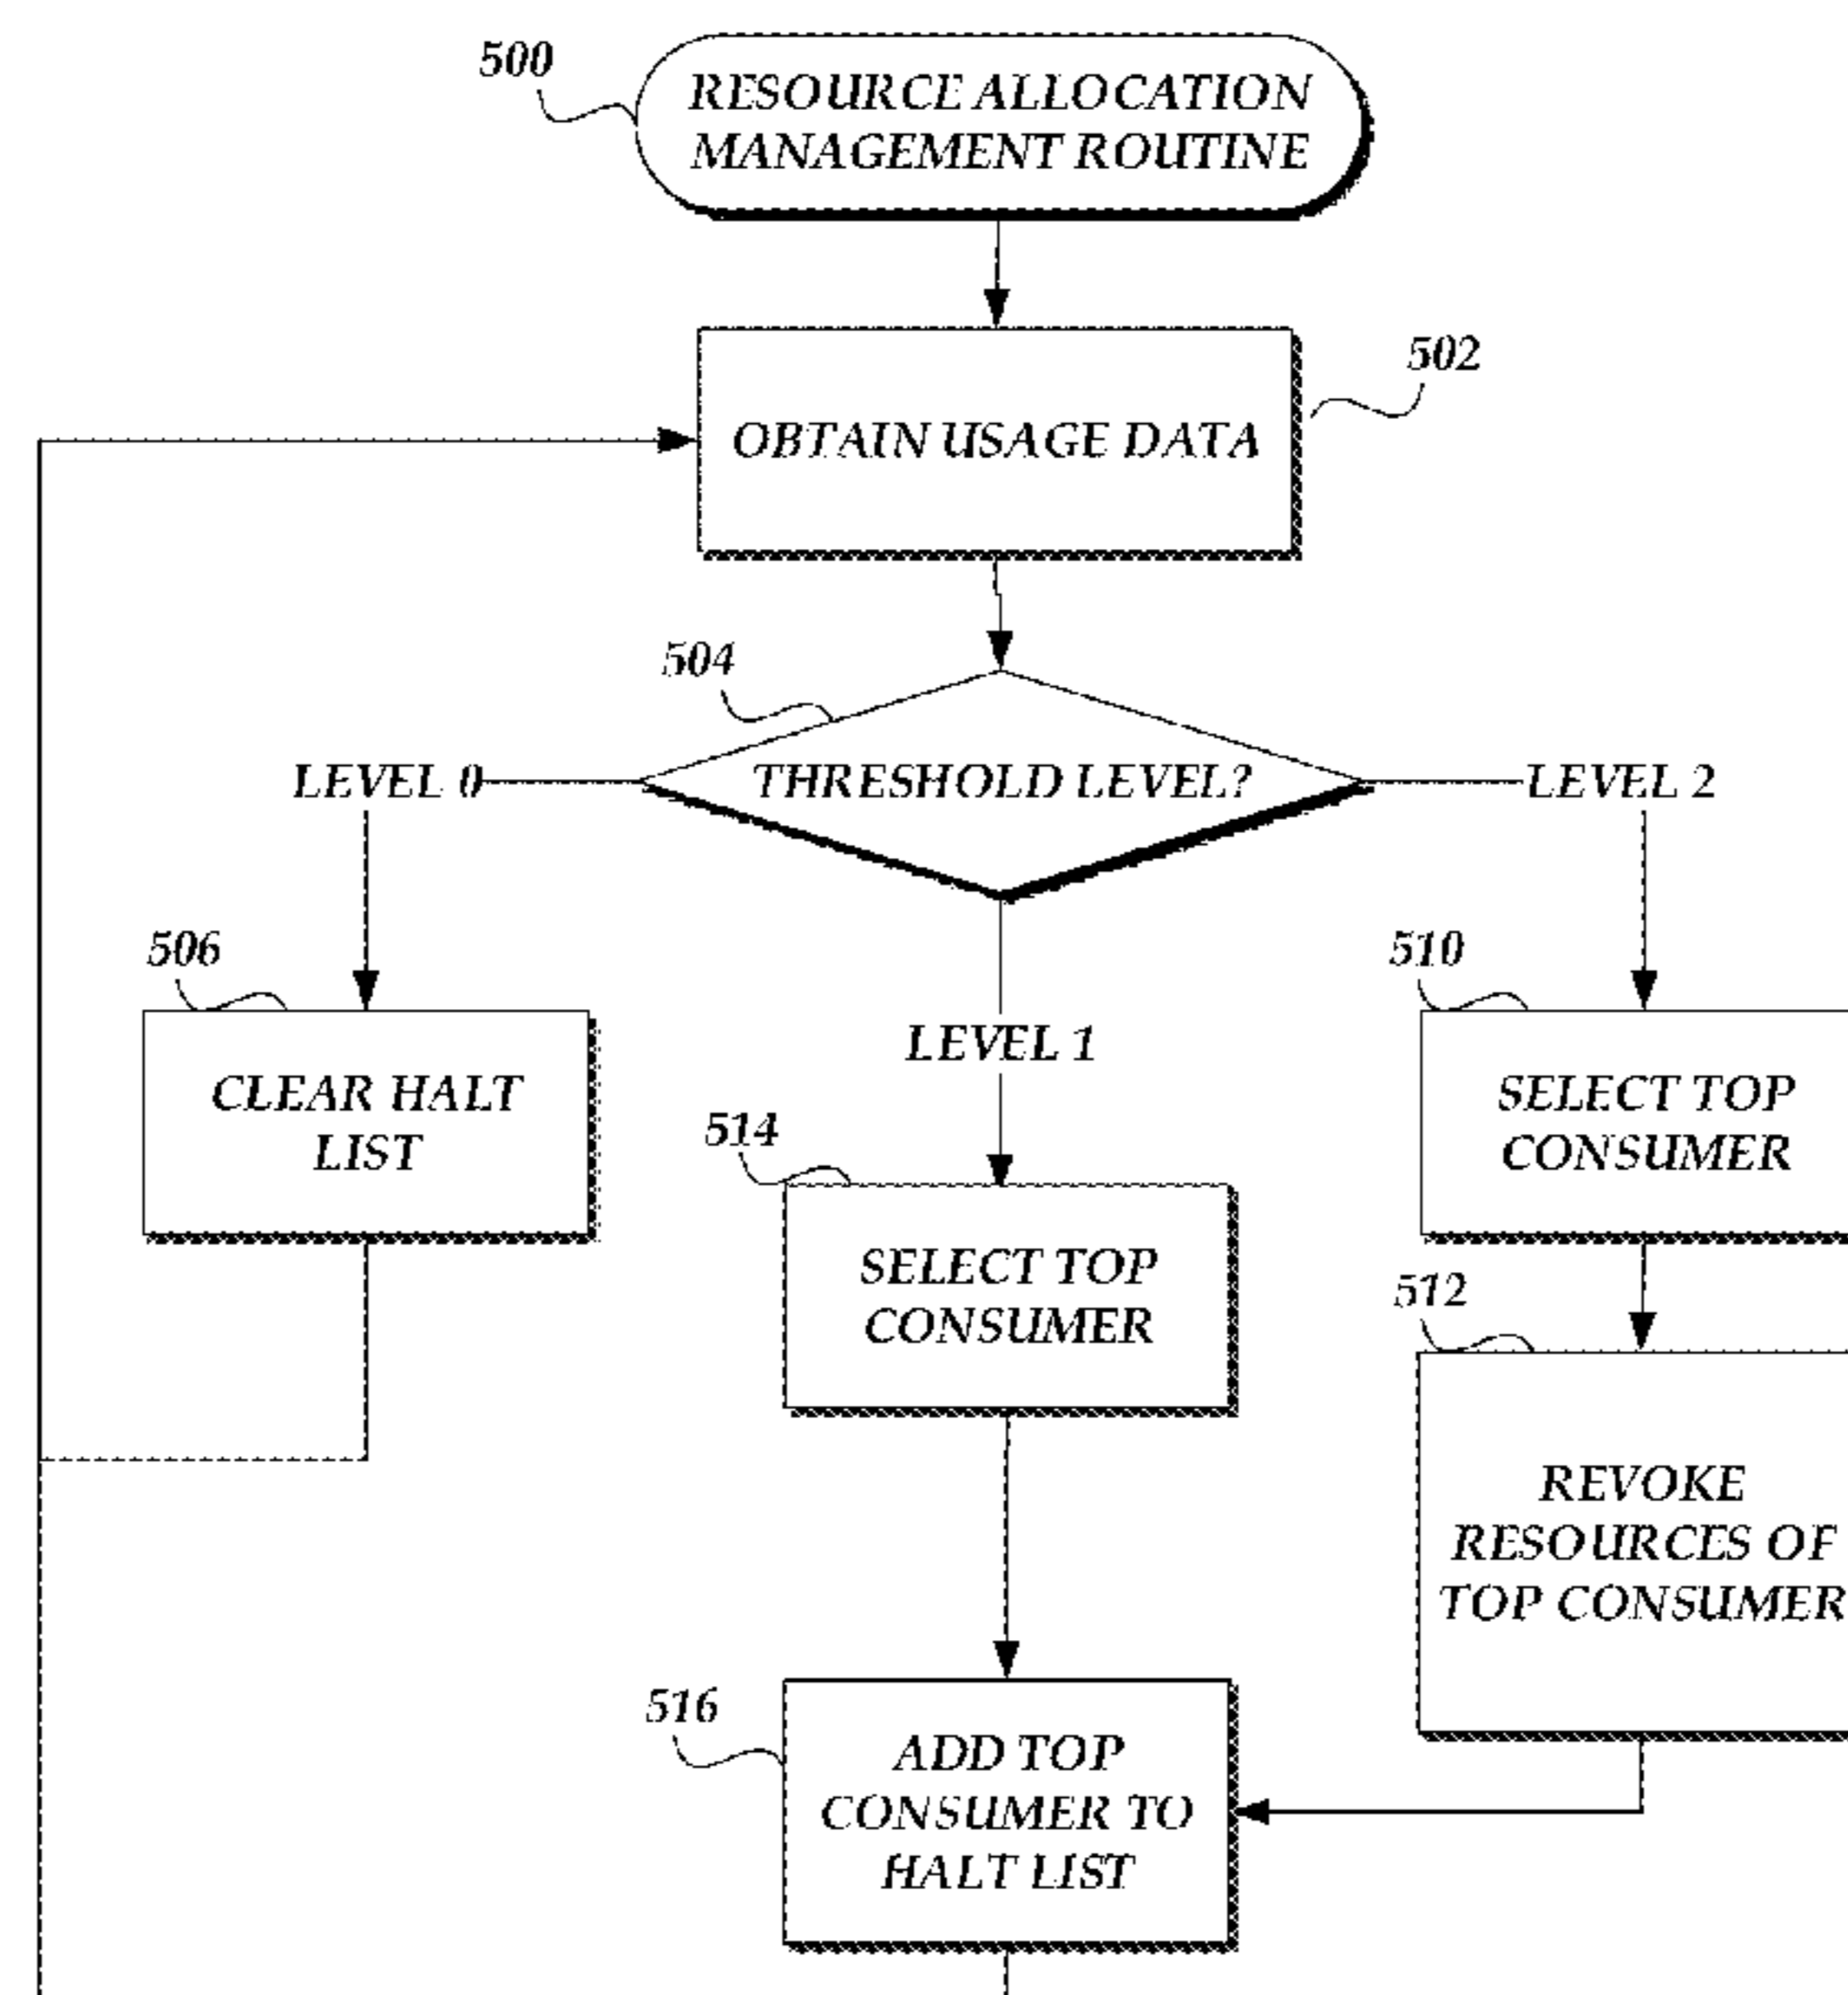 500
RESOURCE ALLOCATION
MANAGEMENT ROUTINE
502
OBTAIN USAGE DATA
504
LEVEL 0
THRESHOLD LEVEL?
LEVEL 2
506
CLEAR HALT
LIST
LEVEL 1
510
SELECT TOP
CONSUMER
514
SELECT TOP
CONSUMER
512
REVOKE
RESOURCES OF
TOP CONSUMER
516
ADD TOP
CONSUMER TO
HALT LIST